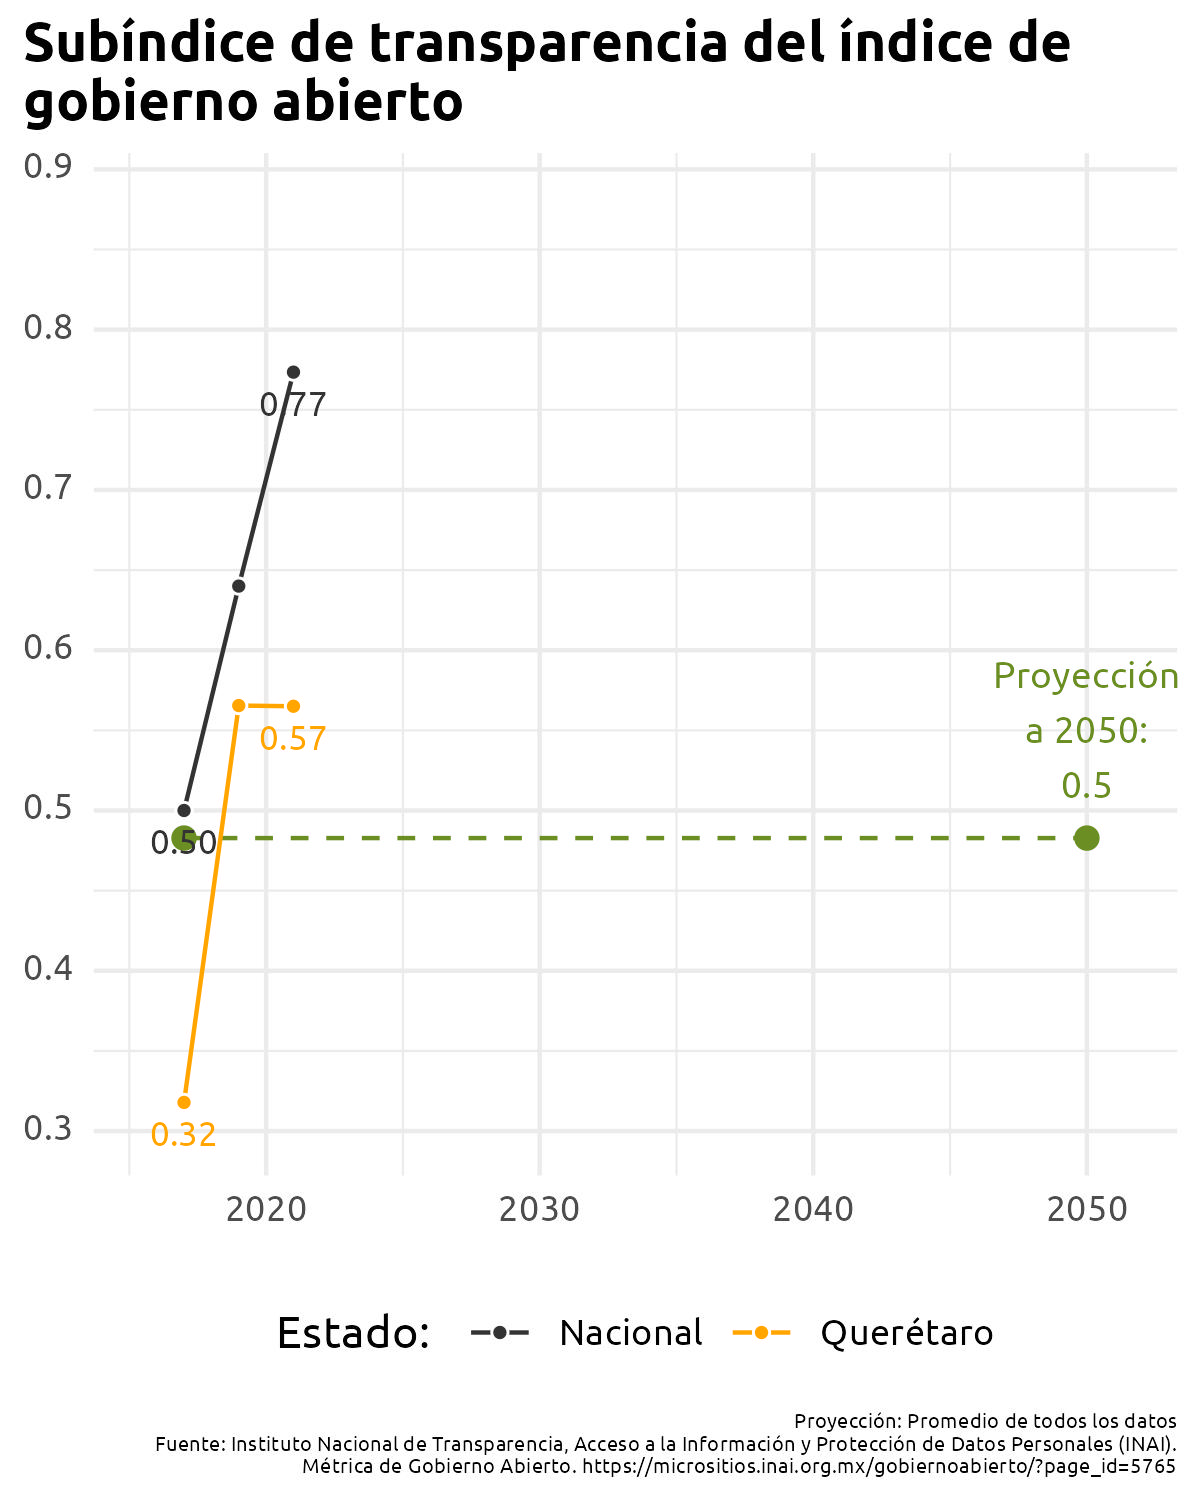 Subíndice de transparencia del índice de
gobierno abierto
0.9
0.8
0.77
0.7
0.6
Proyección
a 2050:
0.5
0.57
0.5
0.50
0.4
0.3
0.32
2020 2030 2040 2050
Estado: Nacional Querétaro
Proyección: Promedio de todos los datos
Fuente: Instituto Nacional de Transparencia, Acceso a la Información y Protección de Datos Personales (INAI).
Métrica de Gobierno Abierto. https://micrositios.inai.org.mx/gobiernoabierto/?page_id=5765